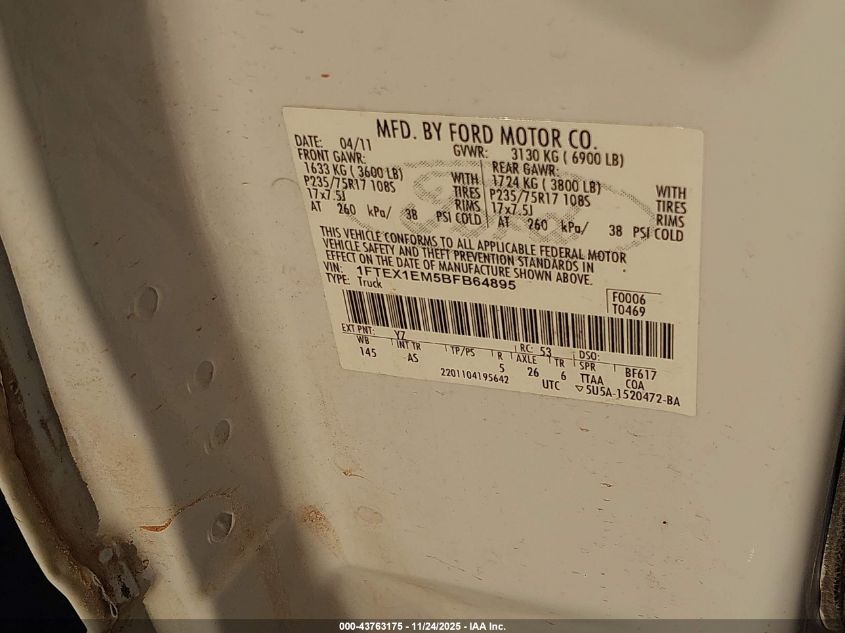 MFD. BY FORD MOTOR CO.
DATE: 04/11 GVWR: 3130 KG ( 6900 LB)
FRONT GAWR: REAR GAWR:
1633 KG ( 3600 LB) WITH 1724 KG ( 3800 LB) WITH
P235/75R17 108S TIRES P235/75R17 108S TIRES
17x7.5J RIMS 17x7.5J RIMS
AT 260 kPa/ 38 PSI COLD AT 260 kPa/ 38 PSI COLD
THIS VEHICLE CONFORMS TO ALL APPLICABLE FEDERAL MOTOR
VEHICLE SAFETY AND THEFT PREVENTION STANDARDS IN
EFFECT ON THE DATE OF MANUFACTURE SHOWN ABOVE.
VIN: 1FTEX1EM5BFB64895
TYPE: Truck
F0006
T0469
EXT PNT: YZ RC: 53 DSO:
WB INT TR TP/PS R AXLE TR SPR BF617
145 AS 5 26 6 TTAA COA
2201104195642 UTC ▽5U5A-1520472-BA
000-43763175 - 11/24/2025 - IAA Inc.